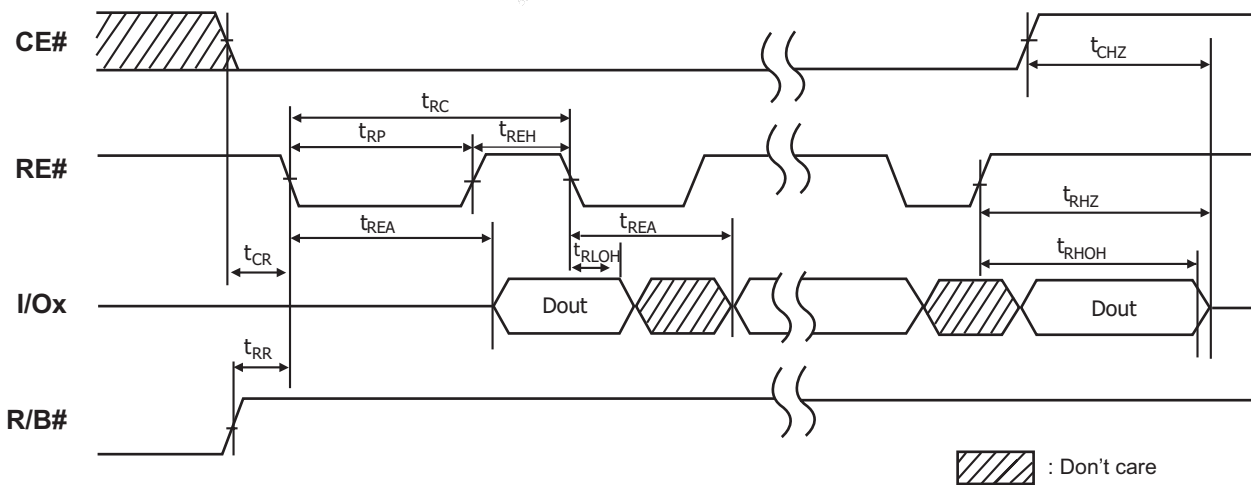 CE#
tCHZ
tRC
tRP
tREH
RE#
tREA
tREA
tRHZ
tCR
tRLOH
tRHOH
I/Ox
Dout
Dout
tRR
R/B#
: Don't care